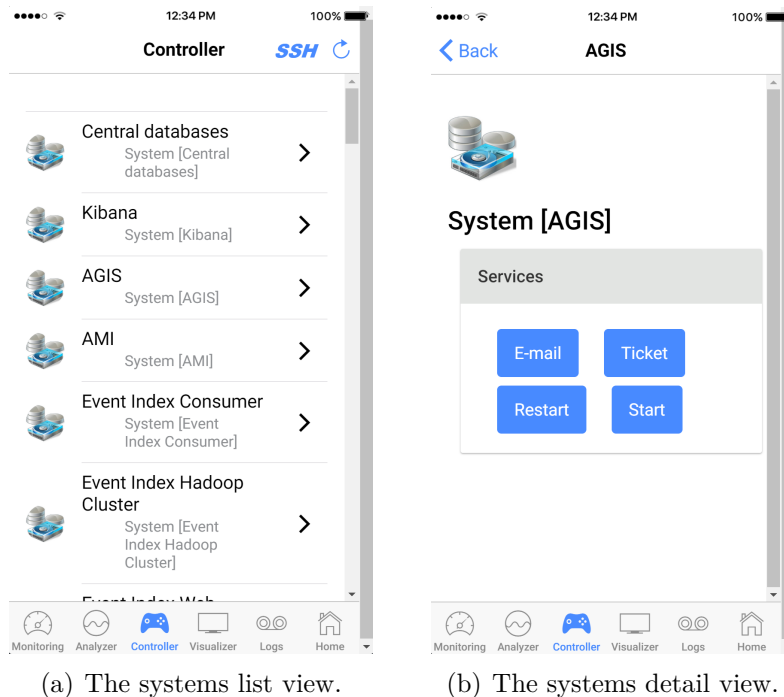 12:34 PM
100%
Controller
SSH
Central databases
System [Central
databases]
Kibana
System [Kibana]
AGIS
System [AGIS]
AMI
System [AMI]
Event Index Consumer
System [Event
Index Consumer]
Event Index Hadoop
Cluster
System [Event
Index Hadoop
Cluster]
Event Index Web
Monitoring
Analyzer
Controller
Visualizer
Logs
Home
(a) The systems list view.
12:34 PM
100%
Back
AGIS
System [AGIS]
Services
E-mail
Ticket
Restart
Start
Monitoring
Analyzer
Controller
Visualizer
Logs
Home
(b) The systems detail view.